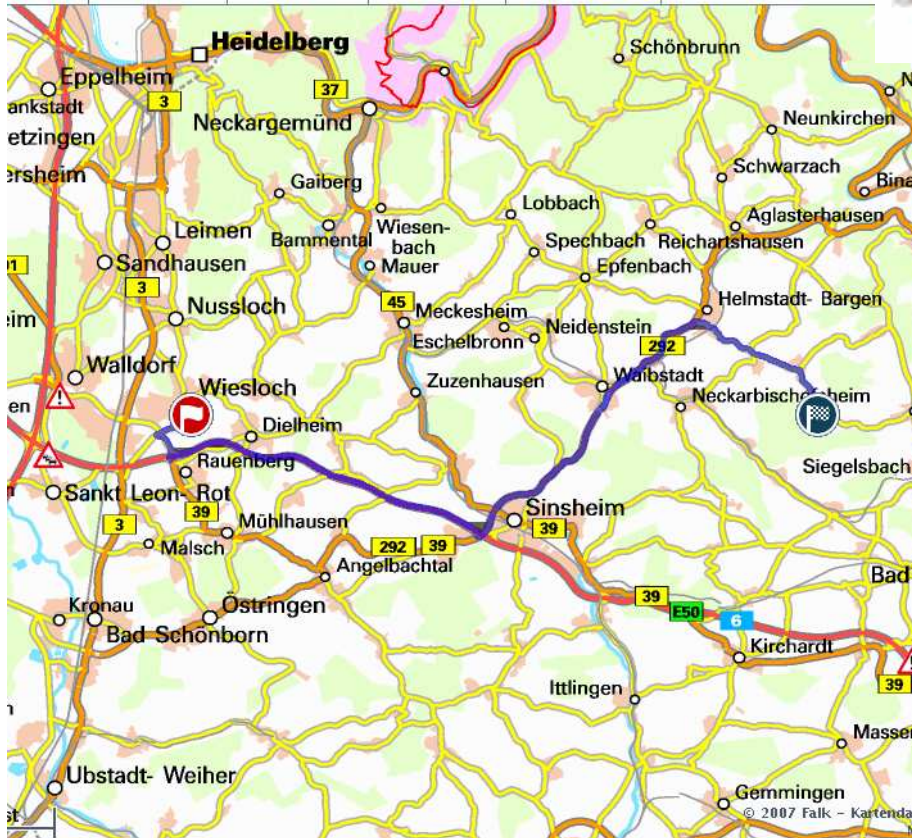 Heidelberg
Schönbrunn
Eppelheim
ankstadt
3
37
etzingen
Neckargemünd
Neunkirchen
ersheim
Schwarzach
Gaiberg
Bina
Lobbach
Leimen
Bammental
Wiesen-
bach
Aglasterhausen
Reichartshausen
Spechbach
Sandhausen
Mauer
Epfenbach
3
45
Helmstadt- Bargen
Nussloch
Meckesheim
eim
Eschelbronn
Neidenstein
292
Walldorf
Zuzenhausen
Waibstadt
Wiesloch
en
Dielheim
Rauenberg
Siegelsbach
Sankt Leon- Rot
39
Sinsheim
3
Mühlhausen
39
Malsch
292
39
Angelbachtal
Bad
Kronau
Östringen
39
E50
6
Bad Schönborn
Kirchardt
39
Ittlingen
n
Masser
Ubstadt- Weiher
Gemmingen
st
© 2007 Falk - Kartenda